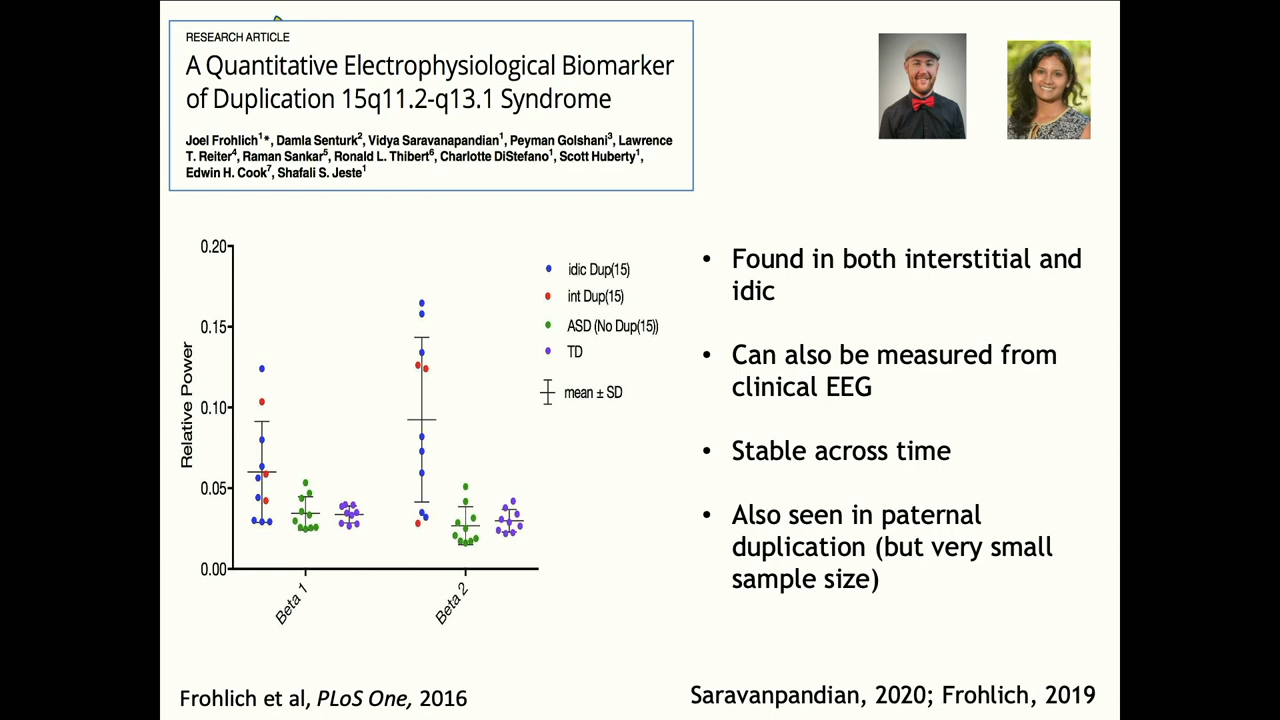 RESEARCH ARTICLE
A Quantitative Electrophysiological Biomarker
of Duplication 15q11.2-q13.1 Syndrome
Joel Frohlich1*, Damla Senturk2, Vidya Saravanapandian1, Peyman Golshani3, Lawrence
T. Reiter4, Raman Sankar5, Ronald L. Thibert6, Charlotte DiStefano1, Scott Huberty1,
Edwin H. Cook7, Shafali S. Jeste1
0.20
0.15
0.10
0.05
0.00
Relative Power
Beta 1
Beta 2
idic Dup(15)
int Dup(15)
ASD (No Dup(15))
TD
mean ± SD
• Found in both interstitial and
idic
• Can also be measured from
clinical EEG
• Stable across time
• Also seen in paternal
duplication (but very small
sample size)
Frohlich et al, PLoS One, 2016
Saravanpandian, 2020; Frohlich, 2019